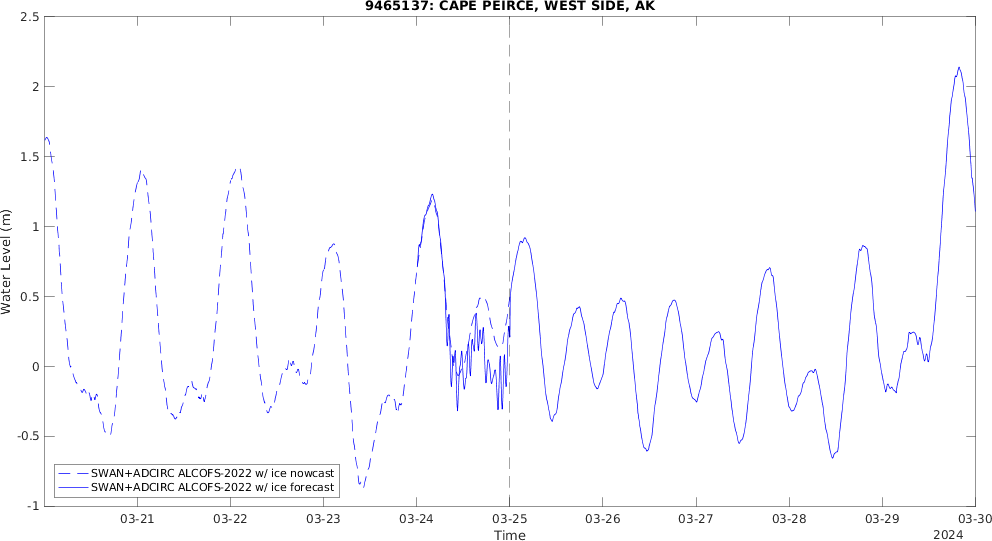 9465137: CAPE PEIRCE, WEST SIDE, AK
2.5
2
1.5
1
0.5
0
-0.5
-1
Water Level (m)
SWAN+ADCIRC ALCOFS-2022 w/ ice nowcast
SWAN+ADCIRC ALCOFS-2022 w/ ice forecast
03-21 03-22 03-23 03-24 03-25 03-26 03-27 03-28 03-29 03-30
Time
2024